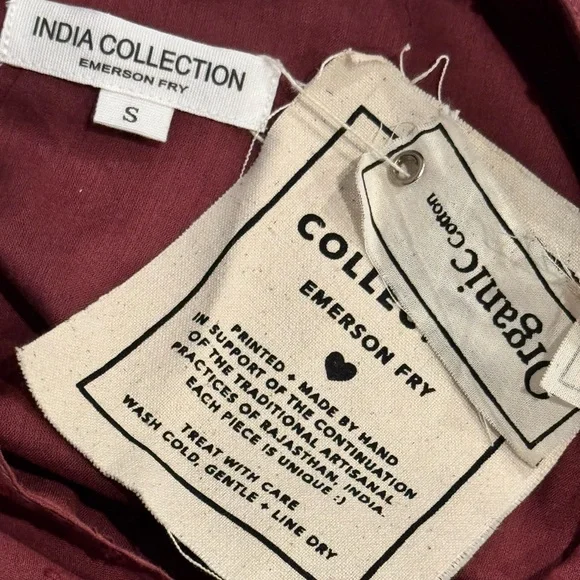 INDIA COLLECTION
EMERSON FRY
S
Organic Cotton
EMERSON FRY
PRINTED + MADE BY HAND
IN SUPPORT OF THE CONTINUATION
OF THE TRADITIONAL ARTISANAL
PRACTICES OF RAJASTHAN, INDIA.
EACH PIECE IS UNIQUE :)
TREAT WITH CARE
WASH COLD, GENTLE + LINE DRY